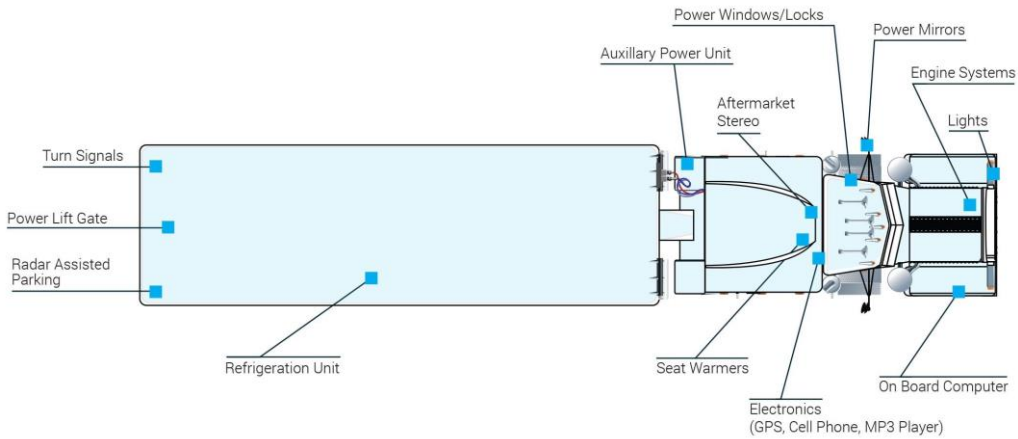 Power Windows/Locks
Power Mirrors
Auxillary Power Unit
Engine Systems
Aftermarket
Stereo
Lights
Turn Signals
Power Lift Gate
Radar Assisted
Parking
Refrigeration Unit
Seat Warmers
On Board Computer
Electronics
(GPS, Cell Phone, MP3 Player)